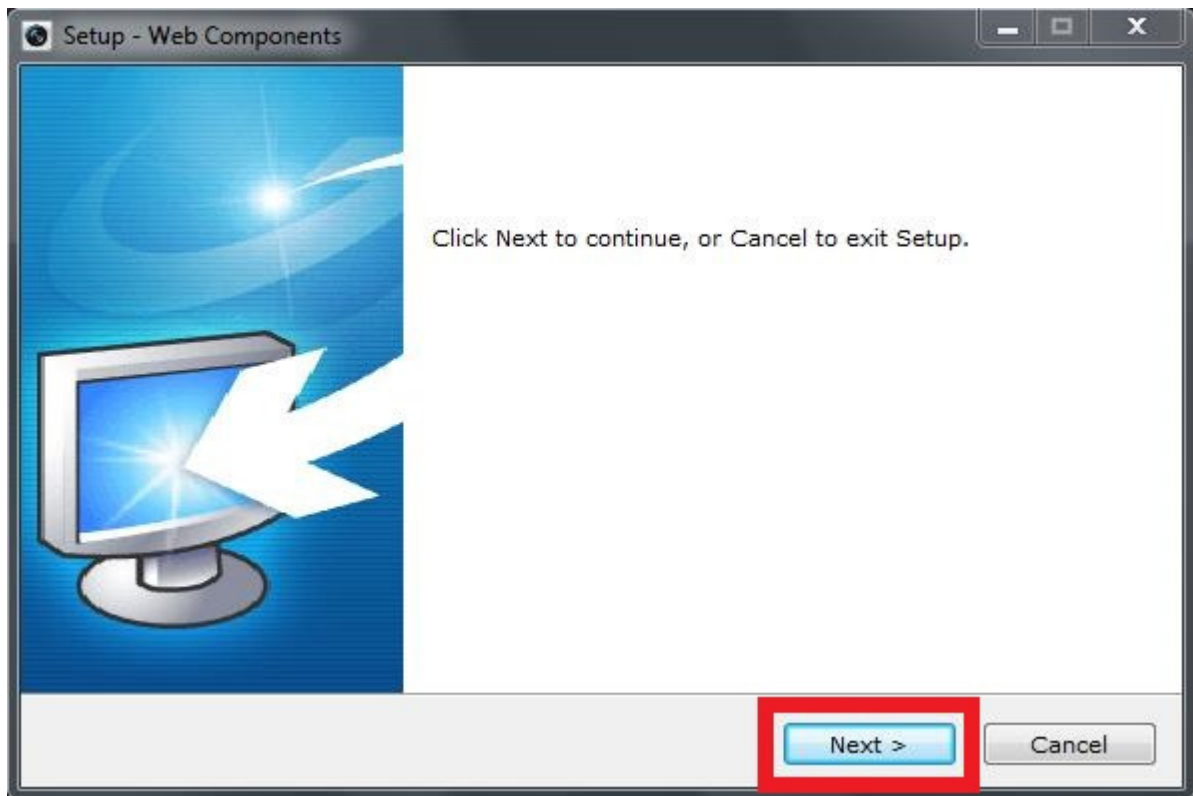 Setup - Web Components
Click Next to continue, or Cancel to exit Setup.
Next >
Cancel